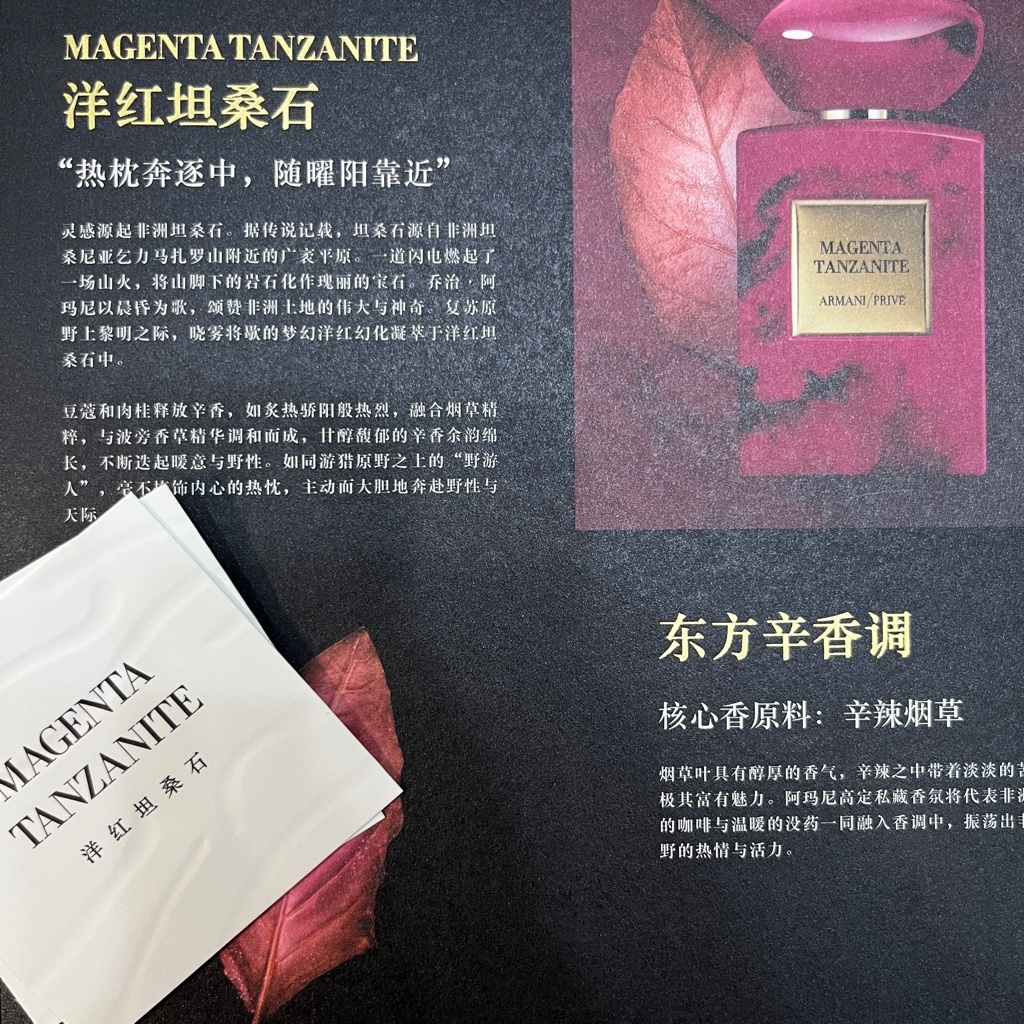 MAGENTA TANZANITE
洋红坦桑石
“热枕奔逐中，随曜阳靠近”
灵感源起非洲坦桑石。据传说记载，坦桑石源自非洲坦
桑尼亚乞力马扎罗山附近的广袤平原。一道闪电燃起了
一场山火，将山脚下的岩石化作瑰丽的宝石。乔治·阿
玛尼以晨昏为歌，颂赞非洲土地的伟大与神奇。复苏原
野上黎明之际，晓雾将歇的梦幻洋红幻化凝萃于洋红坦
桑石中。
豆蔻和肉桂释放辛香，如炙热骄阳般热烈，融合烟草精
粹，与波旁香草精华调和而成，甘醇馥郁的辛香余韵绵
长，不断迭起暖意与野性。如同游猎原野之上的“野游
人”，毫不掩饰内心的热忱，主动而大胆地奔赴野性与
天际
MAGENTA
TANZANITE
ARMANI/PRIVÉ
东方辛香调
核心香原料：辛辣烟草
烟草叶具有醇厚的香气，辛辣之中带着淡淡的苦
极其富有魅力。阿玛尼高定私藏香氛将代表非洲
的咖啡与温暖的没药一同融入香调中，振荡出非
野的热情与活力。
MAGENTA
TANZANITE
洋红坦桑石